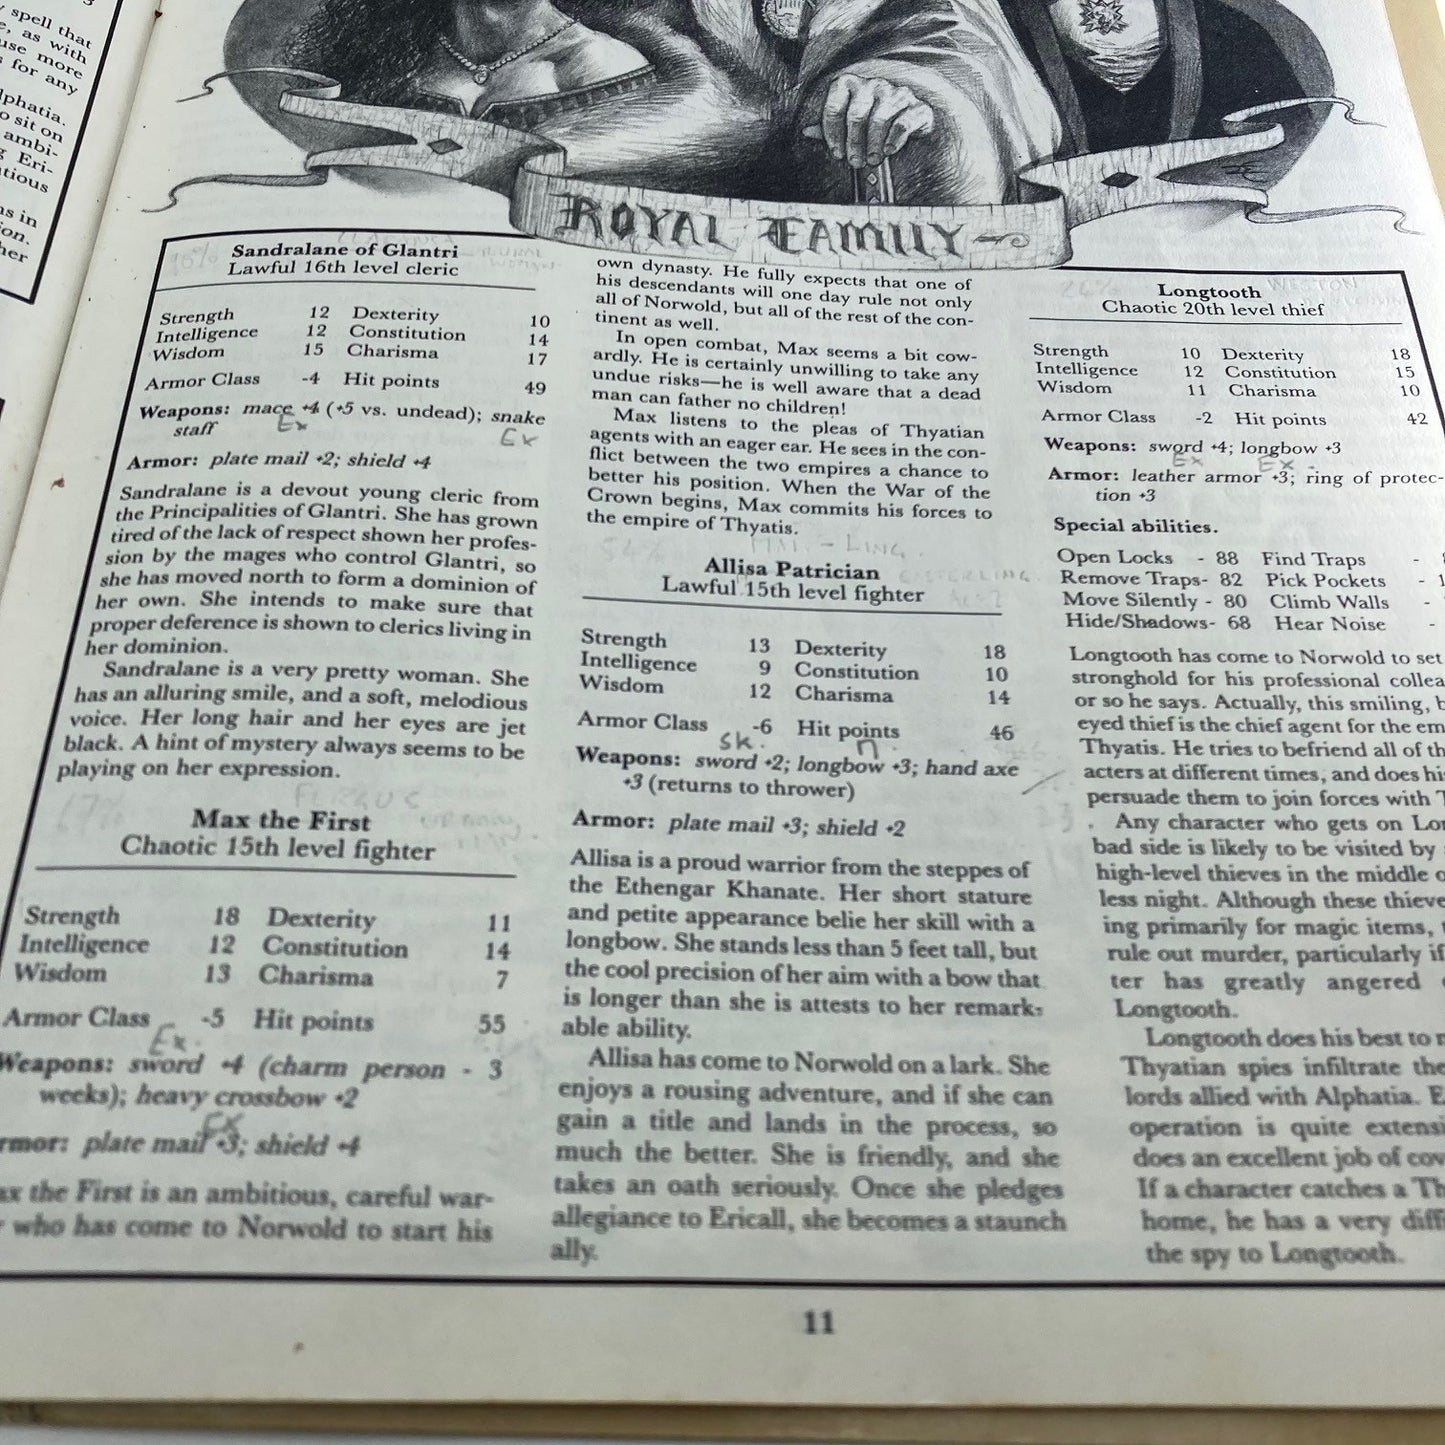 spell that
as with
use more
s for any
lphatia.
o sit on
ambi-
g Eri-
tious
ns in
ion.
her
ROYAL FAMILY
Sandralane of Glantri
Lawful 16th level cleric
Strength 12 Dexterity 10
Intelligence 12 Constitution 14
Wisdom 15 Charisma 17
Armor Class -4 Hit points 49
Weapons: mace +4 (+5 vs. undead); snake
Ex Ex
staff
Armor: plate mail +2; shield +4
Sandralane is a devout young cleric from
the Principalities of Glantri. She has grown
tired of the lack of respect shown her profes-
sion by the mages who control Glantri, so
she has moved north to form a dominion of
her own. She intends to make sure that
proper deference is shown to clerics living in
her dominion.
Sandralane is a very pretty woman. She
has an alluring smile, and a soft, melodious
voice. Her long hair and her eyes are jet
black. A hint of mystery always seems to be
playing on her expression.
67% FERGUS
Max the First
Chaotic 15th level fighter
Strength 18 Dexterity 11
Intelligence 12 Constitution 14
Wisdom 13 Charisma 7
Armor Class -5 Hit points 55
Ex.
Weapons: sword +4 (charm person - 3
weeks); heavy crossbow +2
Ex
rmor: plate mail +3; shield +4
ax the First is an ambitious, careful war-
who has come to Norwold to start his
own dynasty. He fully expects that one of
his descendants will one day rule not only
all of Norwold, but all of the rest of the con-
tinent as well.
In open combat, Max seems a bit cow-
ardly. He is certainly unwilling to take any
undue risks—he is well aware that a dead
man can father no children!
Max listens to the pleas of Thyatian
agents with an eager ear. He sees in the con-
flict between the two empires a chance to
better his position. When the War of the
Crown begins, Max commits his forces to
the empire of Thyatis.
54%
Allisa Patrician
Lawful 15th level fighter
Strength 13 Dexterity 18
Intelligence 9 Constitution 10
Wisdom 12 Charisma 14
Armor Class -6 Hit points 46
Sk.
Weapons: sword +2; longbow +3; hand axe
+3 (returns to thrower)
Armor: plate mail +3; shield +2
Allisa is a proud warrior from the steppes of
the Ethengar Khanate. Her short stature
and petite appearance belie her skill with a
longbow. She stands less than 5 feet tall, but
the cool precision of her aim with a bow that
is longer than she is attests to her remark-
able ability.
Allisa has come to Norwold on a lark. She
enjoys a rousing adventure, and if she can
gain a title and lands in the process, so
much the better. She is friendly, and she
takes an oath seriously. Once she pledges
allegiance to Ericall, she becomes a staunch
ally.
Longtooth
Chaotic 20th level thief
Strength 10 Dexterity 18
Intelligence 12 Constitution 15
Wisdom 11 Charisma 10
Armor Class -2 Hit points 42
Weapons: sword +4; longbow +3
Ex Ex
Armor: leather armor +3; ring of protec-
tion +3
Special abilities.
Open Locks - 88 Find Traps -
Remove Traps- 82 Pick Pockets - 1
Move Silently - 80 Climb Walls -
Hide/Shadows- 68 Hear Noise -
Longtooth has come to Norwold to set
stronghold for his professional collea
or so he says. Actually, this smiling, b
eyed thief is the chief agent for the em
Thyatis. He tries to befriend all of th
acters at different times, and does hi
persuade them to join forces with T
Any character who gets on Lon
bad side is likely to be visited by
high-level thieves in the middle o
less night. Although these thieve
ing primarily for magic items,
rule out murder, particularly if
ter has greatly angered
Longtooth.
Longtooth does his best to
Thyatian spies infiltrate the
lords allied with Alphatia. E
operation is quite extensi
does an excellent job of cov
If a character catches a Th
home, he has a very diff
the spy to Longtooth.
11